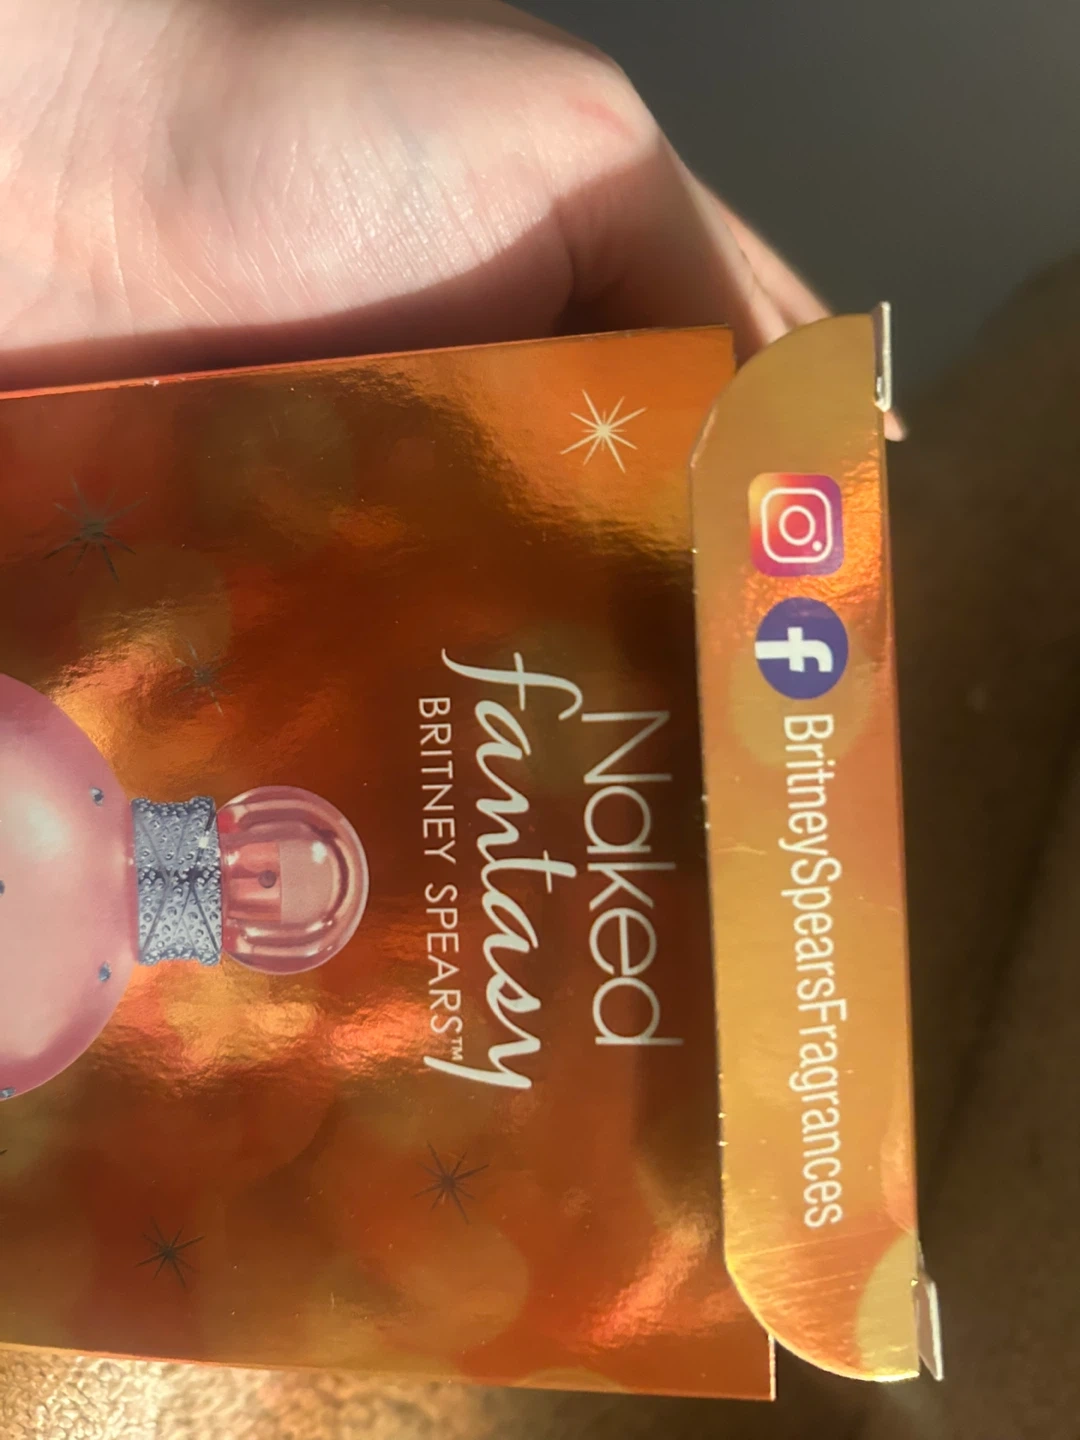 BritneySpearsFragrances
Naked
fantasy
BRITNEY SPEARS™